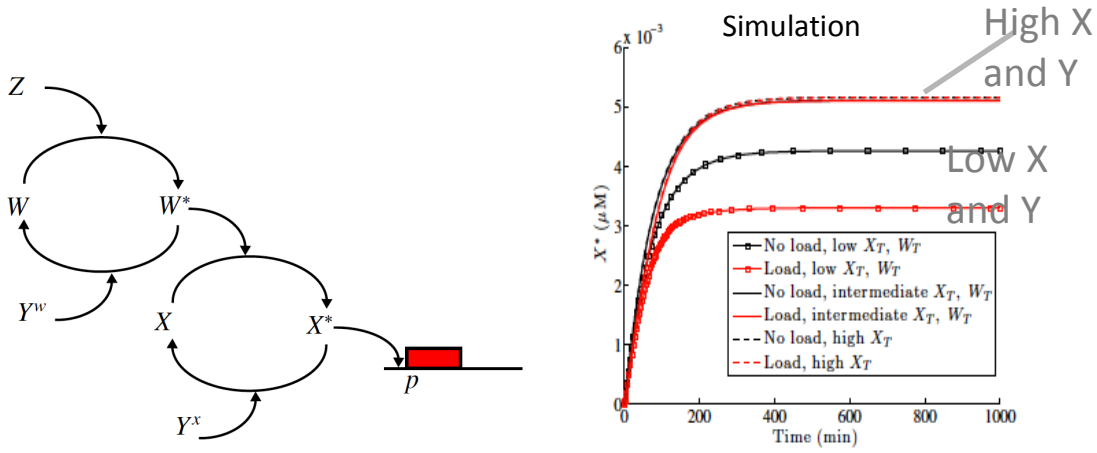 Z
W
W*
Y^w
X
X*
p
Y^x
Simulation
High X
and Y
Low X
and Y
x 10^-3
6
5
4
3
2
1
0
X* (μM)
No load, low X_T, W_T
Load, low X_T, W_T
No load, intermediate X_T, W_T
Load, intermediate X_T, W_T
No load, high X_T
Load, high X_T
0 200 400 600 800 1000
Time (min)